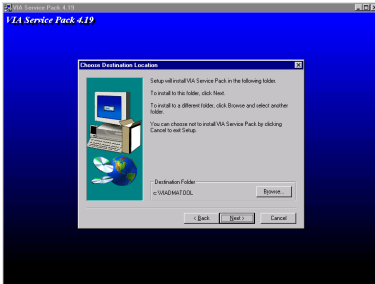 VIA Service Pack 4.19
VIA Service Pack 4.19
Choose Destination Location
Setup will install VIA Service Pack in the following folder.
To install to this folder, click Next.
To install to a different folder, click Browse and select another
folder.
You can choose not to install VIA Service Pack by clicking
Cancel to exit Setup.
Destination Folder
c:\VIADMATOOL
Browse...
< Back
Next >
Cancel